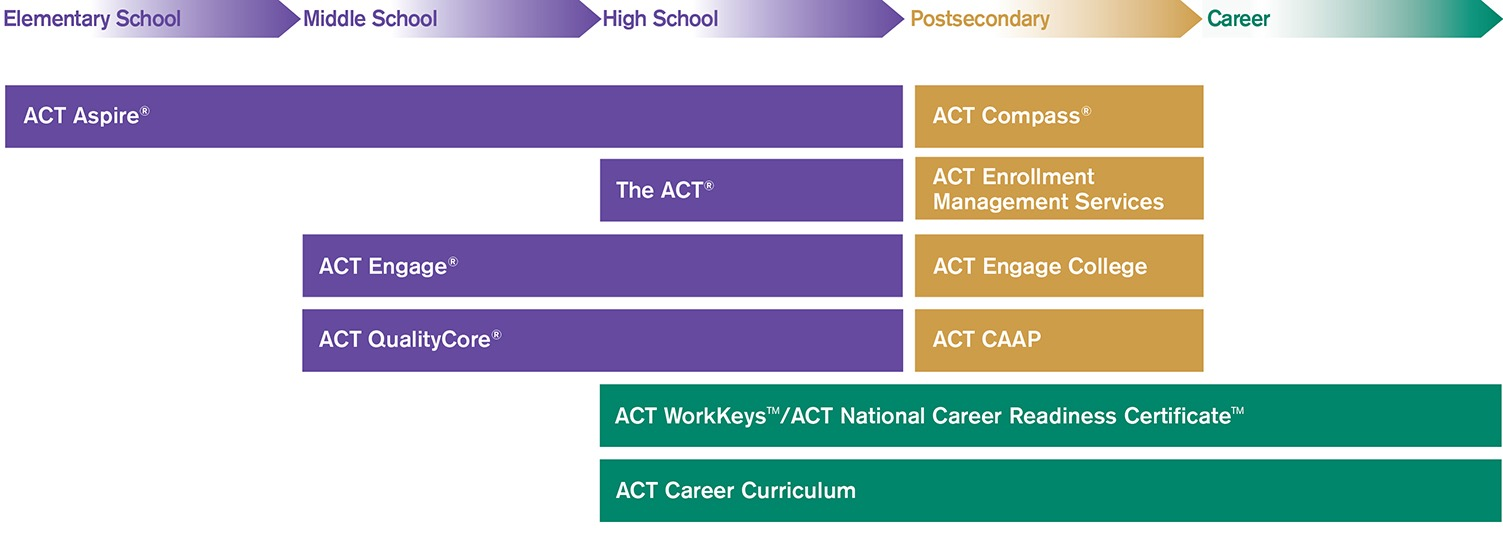 Elementary School
Middle School
High School
Postsecondary
Career
ACT Aspire®
ACT Compass®
The ACT®
ACT Enrollment
Management Services
ACT Engage®
ACT Engage College
ACT QualityCore®
ACT CAAP
ACT WorkKeys™/ACT National Career Readiness Certificate™
ACT Career Curriculum